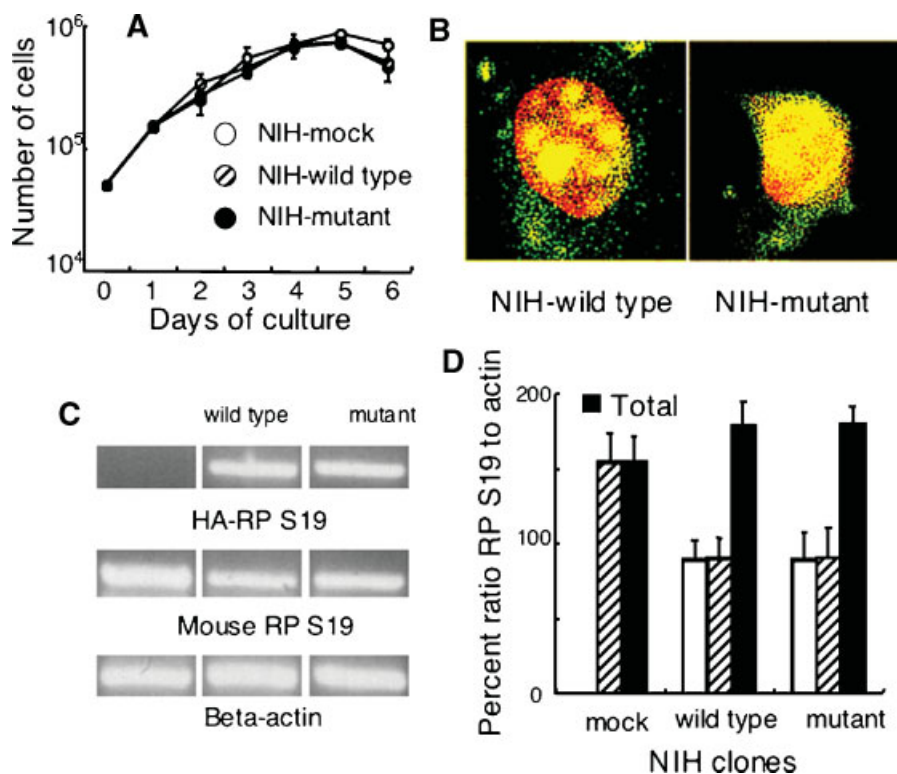 A
Number of cells
10⁶
10⁵
10⁴
NIH-mock
NIH-wild type
NIH-mutant
0 1 2 3 4 5 6
Days of culture
B
NIH-wild type NIH-mutant
C
wild type mutant
HA-RP S19
Mouse RP S19
Beta-actin
D
Percent ratio RP S19 to actin
200
100
0
Total
mock wild type mutant
NIH clones